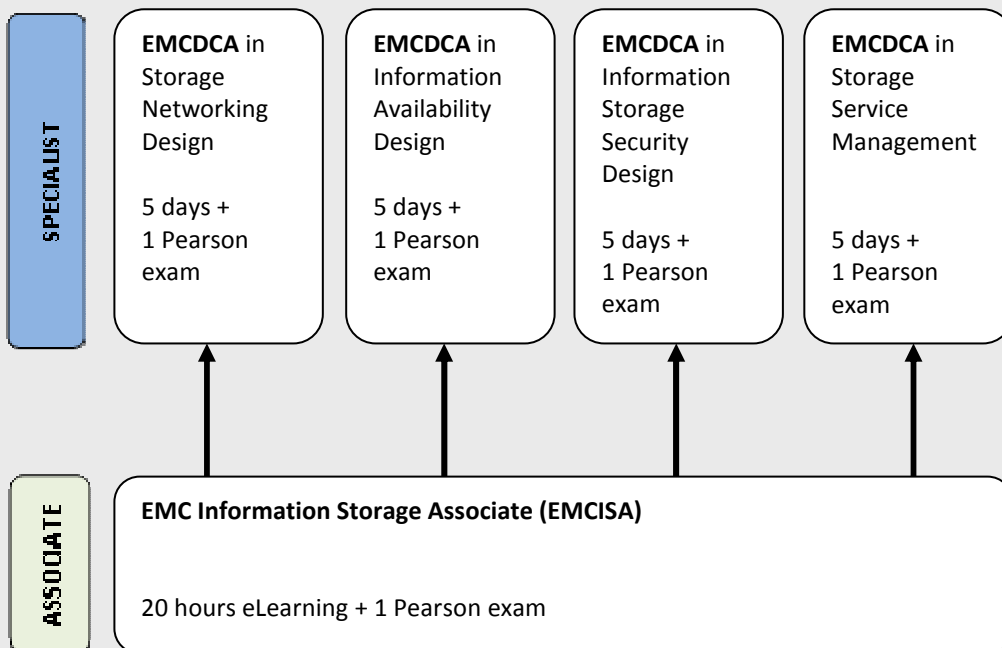 SPECIALIST
EMCDCA in
Storage
Networking
Design
5 days +
1 Pearson
exam
EMCDCA in
Information
Availability
Design
5 days +
1 Pearson
exam
EMCDCA in
Information
Storage
Security
Design
5 days +
1 Pearson
exam
EMCDCA in
Storage
Service
Management
5 days +
1 Pearson
exam
ASSOCIATE
EMC Information Storage Associate (EMCISA)
20 hours eLearning + 1 Pearson exam